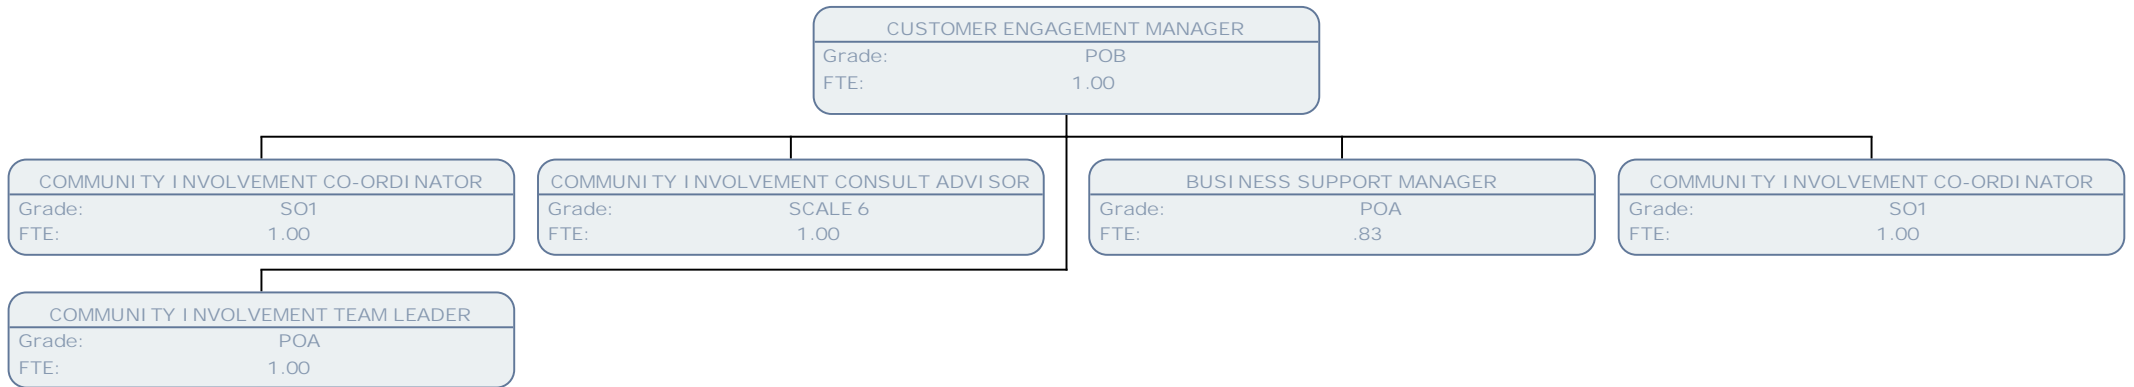 CUSTOMER ENGAGEMENT MANAGER
Grade: POB
FTE: 1.00
COMMUNITY INVOLVEMENT CO-ORDINATOR
Grade: SO1
FTE: 1.00
COMMUNITY INVOLVEMENT CONSULT ADVISOR
Grade: SCALE 6
FTE: 1.00
BUSINESS SUPPORT MANAGER
Grade: POA
FTE: .83
COMMUNITY INVOLVEMENT CO-ORDINATOR
Grade: SO1
FTE: 1.00
COMMUNITY INVOLVEMENT TEAM LEADER
Grade: POA
FTE: 1.00